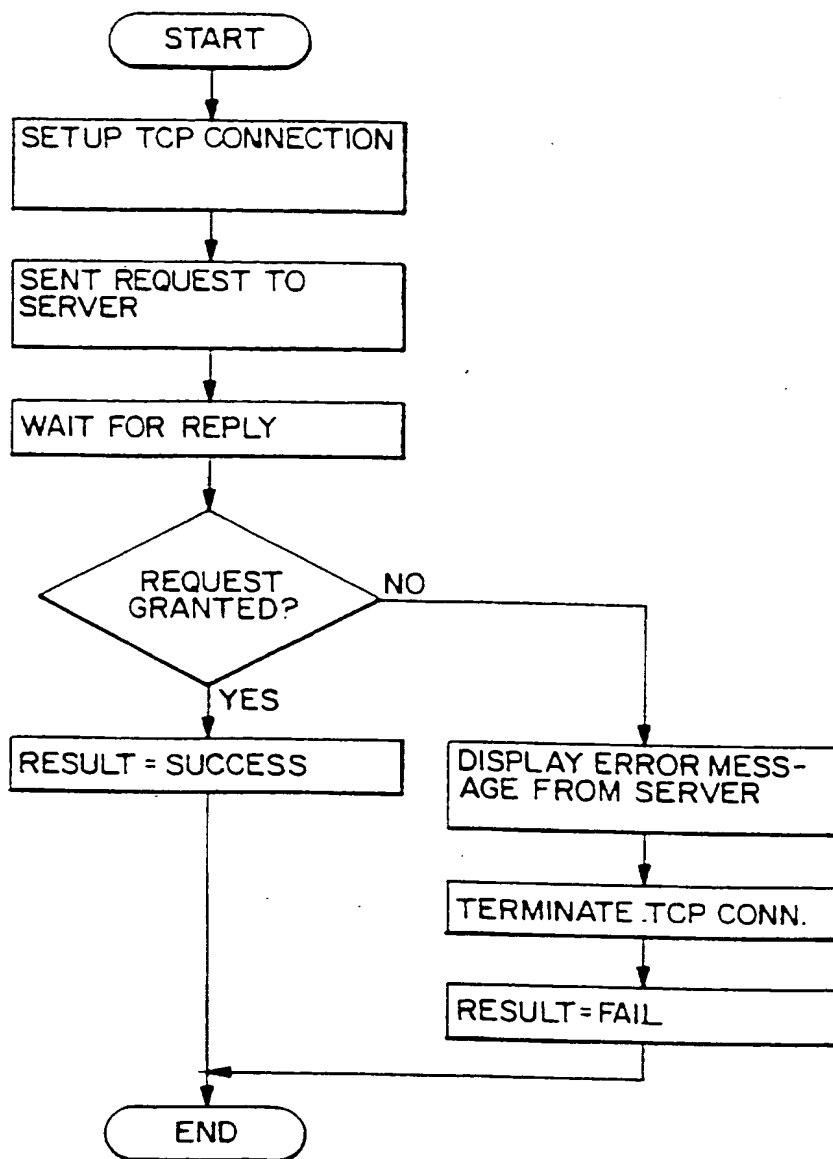 START
SETUP TCP CONNECTION
SENT REQUEST TO
SERVER
WAIT FOR REPLY
REQUEST
GRANTED?
NO
YES
RESULT = SUCCESS
DISPLAY ERROR MESS-
AGE FROM SERVER
TERMINATE .TCP CONN.
RESULT = FAIL
END